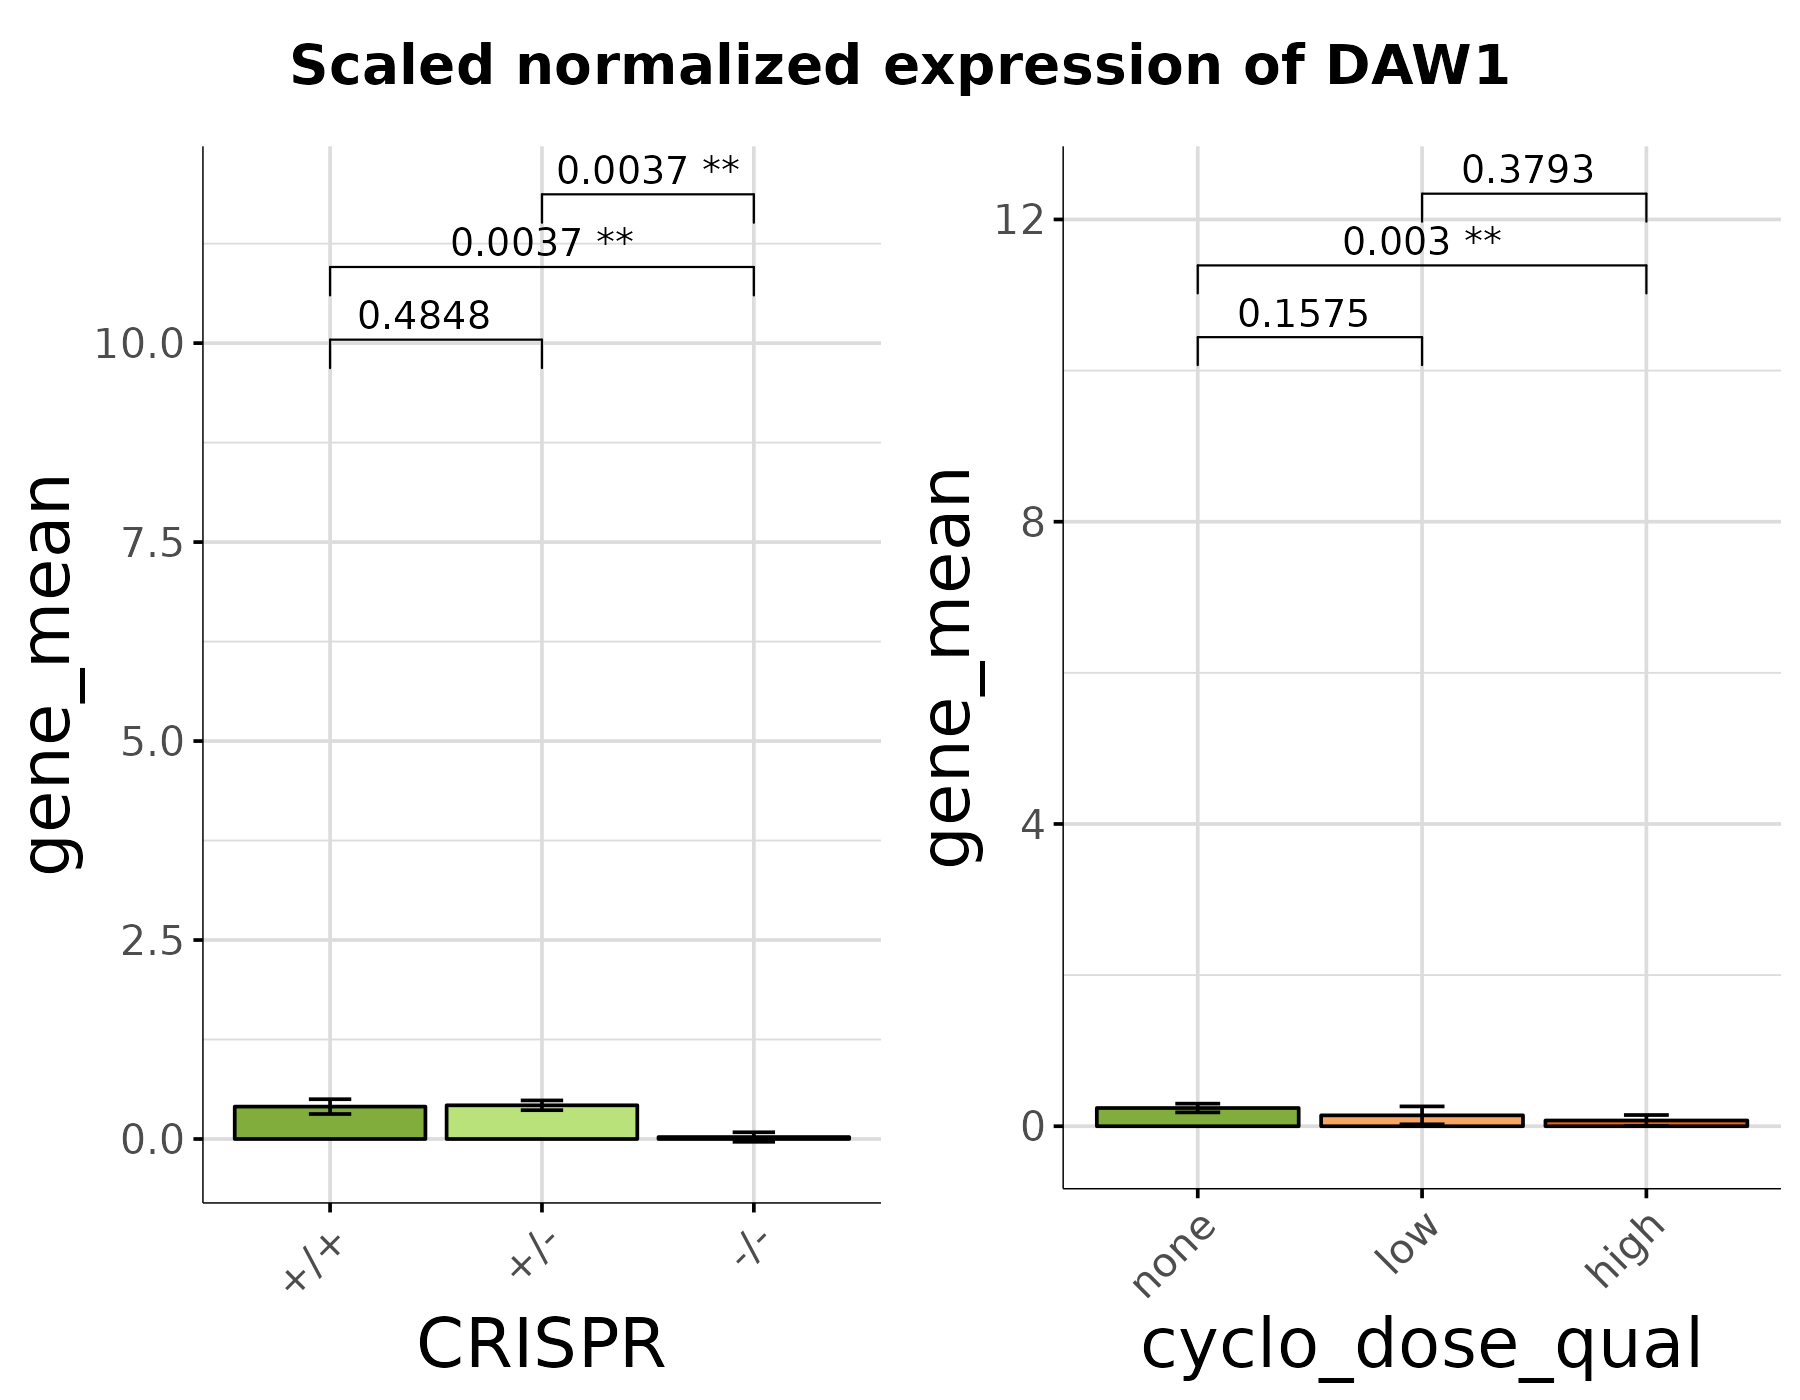 Scaled normalized expression of DAW1
gene_mean
10.0
7.5
5.0
2.5
0.0
0.0037 **
0.0037 **
0.4848
+/+
+/-
-/-
CRISPR
gene_mean
12
8
4
0
0.3793
0.003 **
0.1575
none
low
high
cyclo_dose_qual